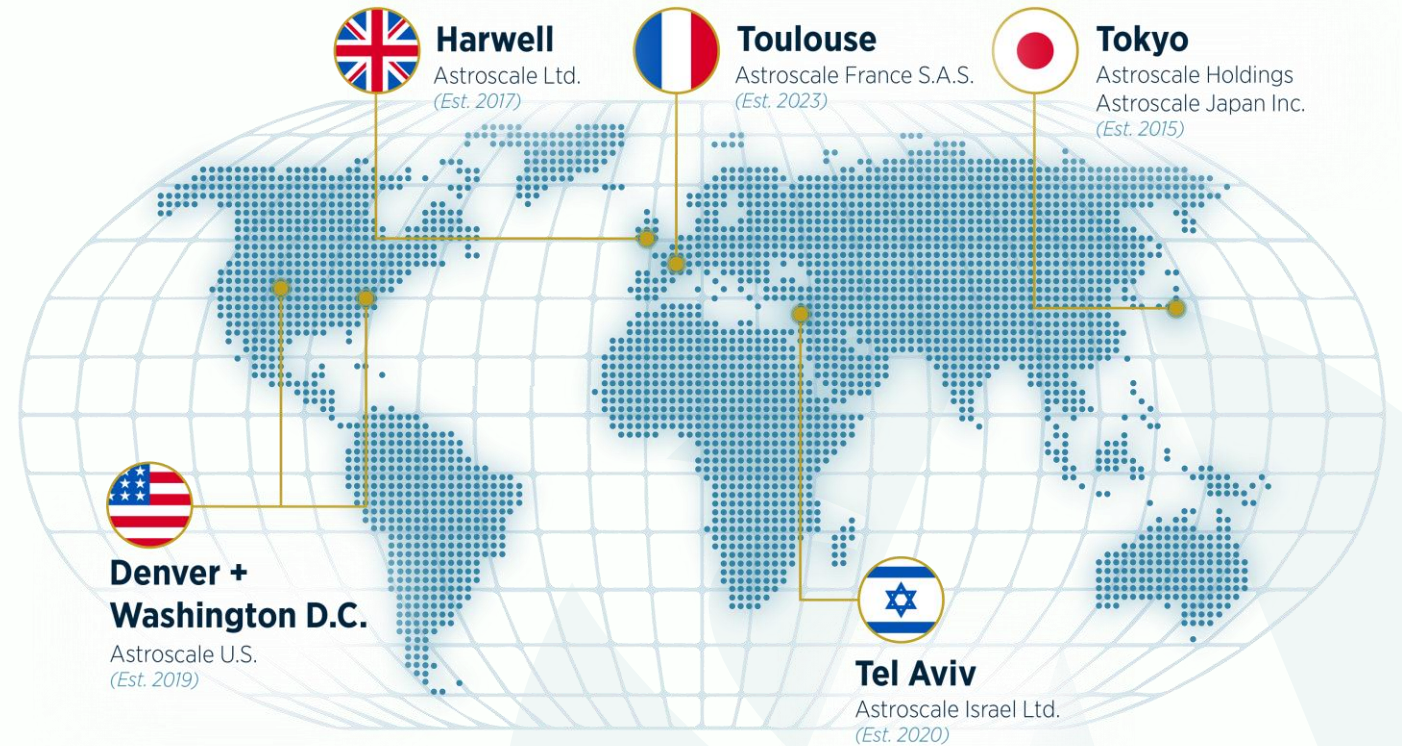 Harwell
Astroscale Ltd.
(Est. 2017)
Toulouse
Astroscale France S.A.S.
(Est. 2023)
Tokyo
Astroscale Holdings
Astroscale Japan Inc.
(Est. 2015)
Denver +
Washington D.C.
Astroscale U.S.
(Est. 2019)
Tel Aviv
Astroscale Israel Ltd.
(Est. 2020)